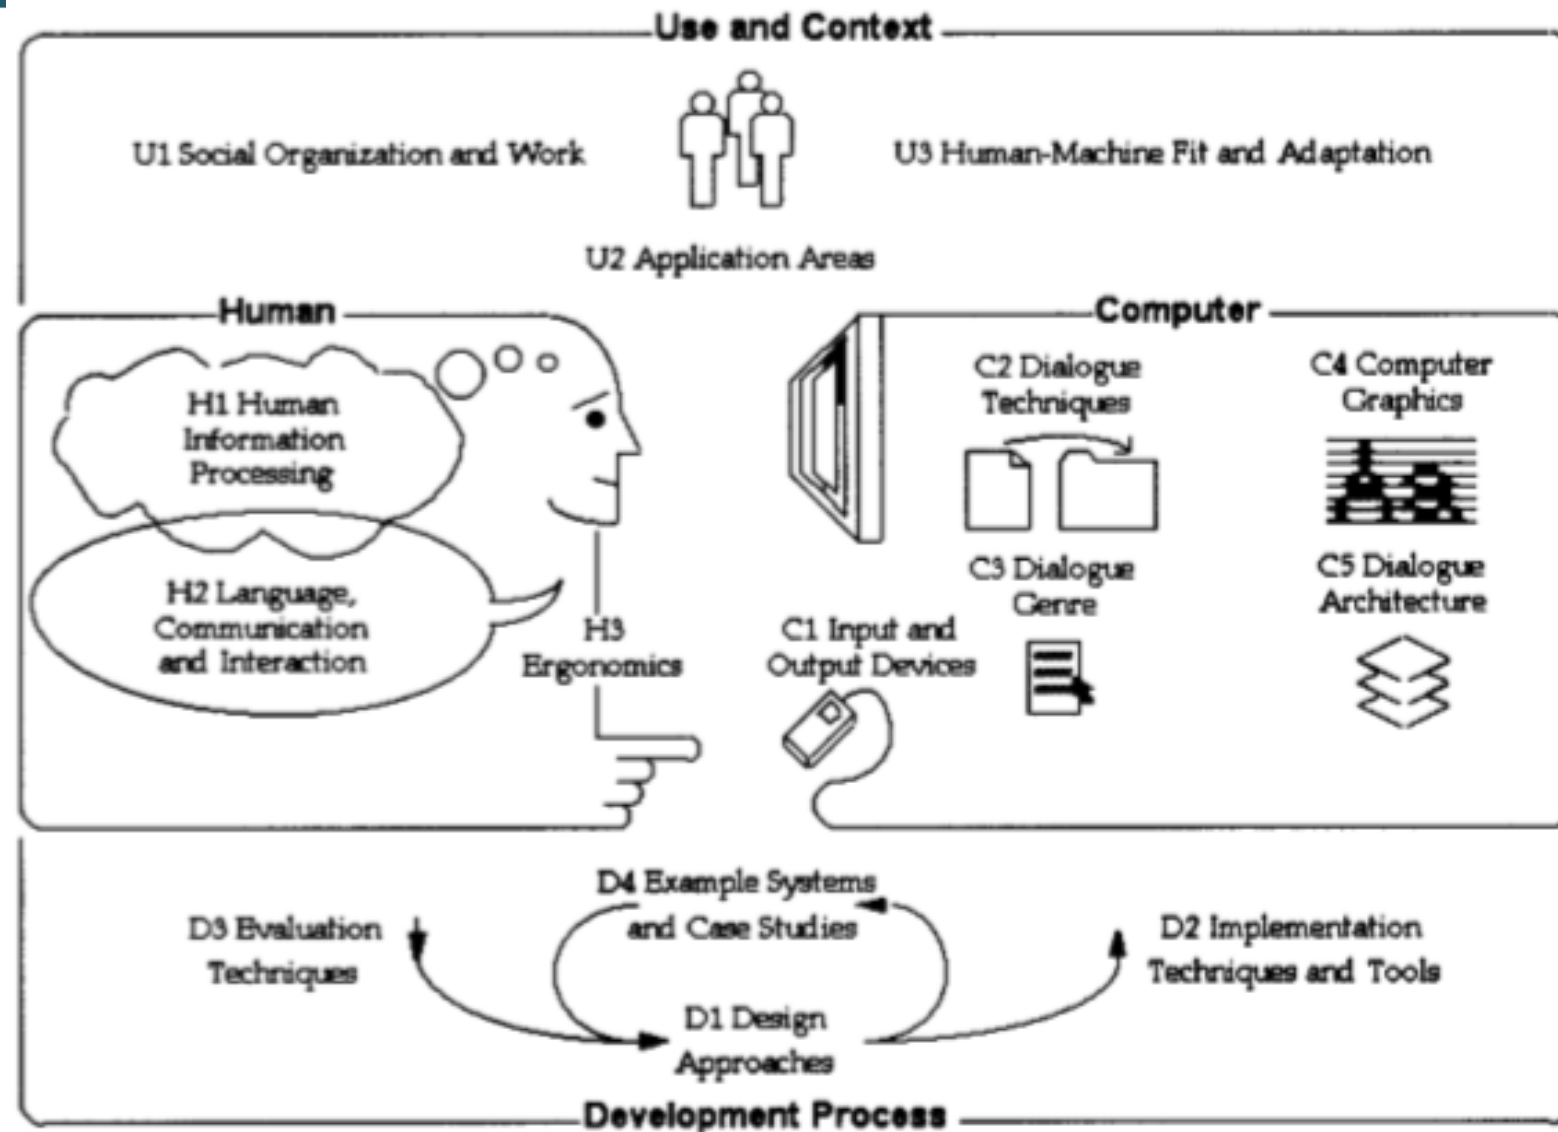 Use and Context
U1 Social Organization and Work
U3 Human-Machine Fit and Adaptation
U2 Application Areas
Human
H1 Human
Information
Processing
H2 Language,
Communication
and Interaction
H3
Ergonomics
Computer
C1 Input and
Output Devices
C2 Dialogue
Techniques
C3 Dialogue
Genre
C4 Computer
Graphics
C5 Dialogue
Architecture
D4 Example Systems
and Case Studies
D3 Evaluation
Techniques
D2 Implementation
Techniques and Tools
D1 Design
Approaches
Development Process